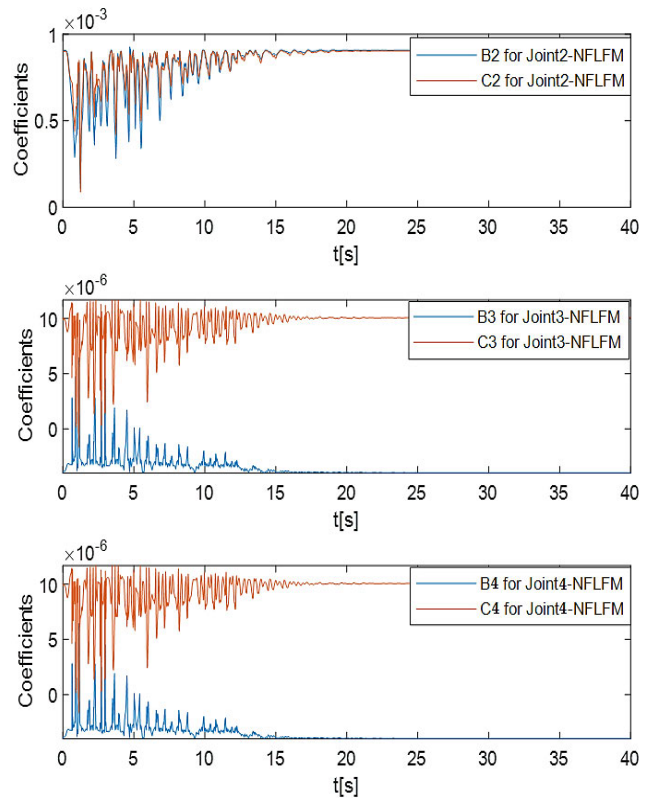 ×10⁻³
1
0.5
0
Coefficients
B2 for Joint2-NFLFM
C2 for Joint2-NFLFM
0 5 10 15 20 25 30 35 40
t[s]
×10⁻⁶
10
5
0
Coefficients
B3 for Joint3-NFLFM
C3 for Joint3-NFLFM
0 5 10 15 20 25 30 35 40
t[s]
×10⁻⁶
10
5
0
Coefficients
B4 for Joint4-NFLFM
C4 for Joint4-NFLFM
0 5 10 15 20 25 30 35 40
t[s]